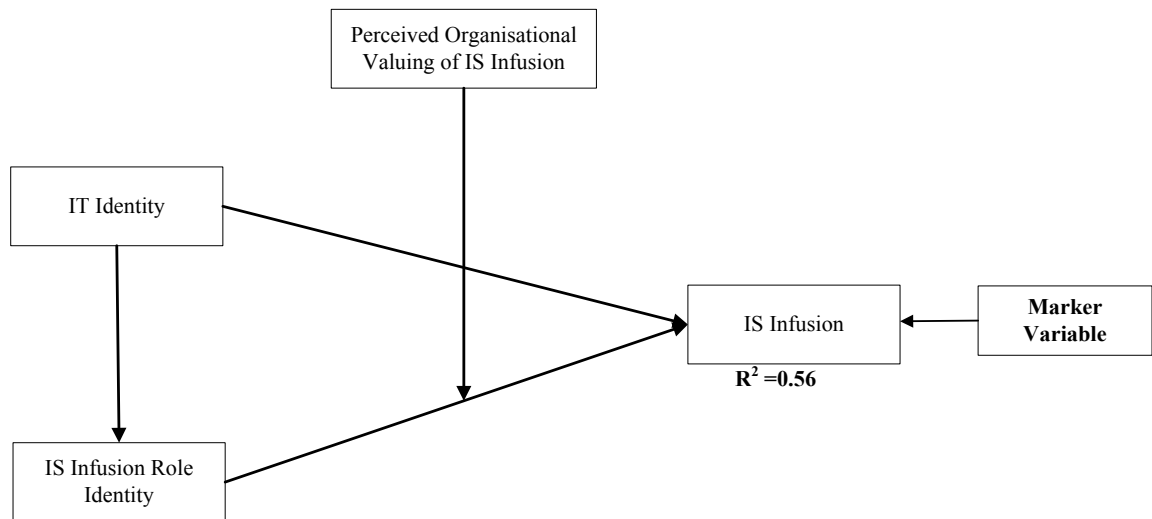 Perceived Organisational
Valuing of IS Infusion
IT Identity
IS Infusion
Marker
Variable
R² =0.56
IS Infusion Role
Identity